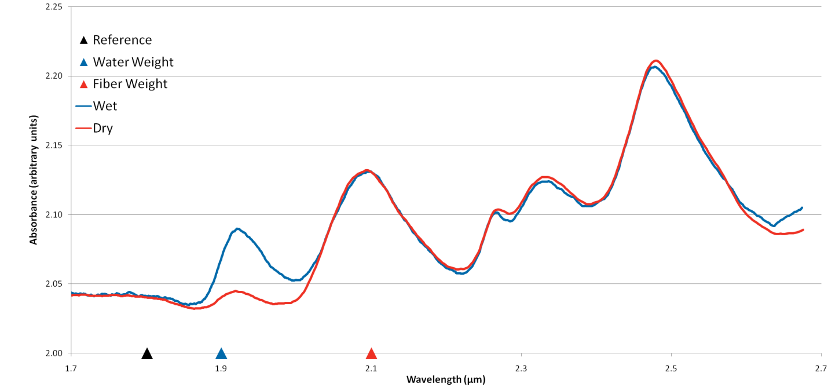 2.25
2.20
2.15
2.10
2.05
2.00
Absorbance (arbitrary units)
Reference
Water Weight
Fiber Weight
Wet
Dry
1.7 1.9 2.1 2.3 2.5 2.7
Wavelength (µm)